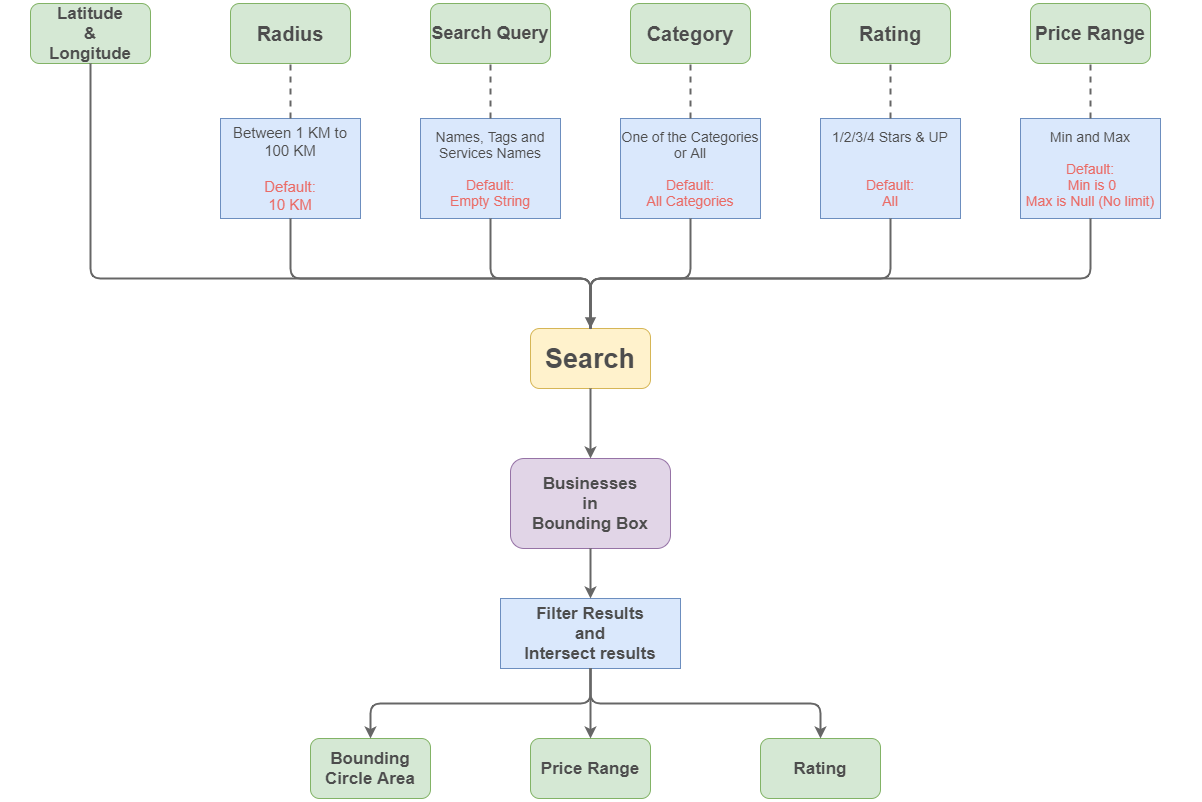 Latitude
&
Longitude
Radius
Search Query
Category
Rating
Price Range
Between 1 KM to
100 KM
Default:
10 KM
Names, Tags and
Services Names
Default:
Empty String
One of the Categories
or All
Default:
All Categories
1/2/3/4 Stars & UP
Default:
All
Min and Max
Default:
Min is 0
Max is Null (No limit)
Search
Businesses
in
Bounding Box
Filter Results
and
Intersect results
Bounding
Circle Area
Price Range
Rating